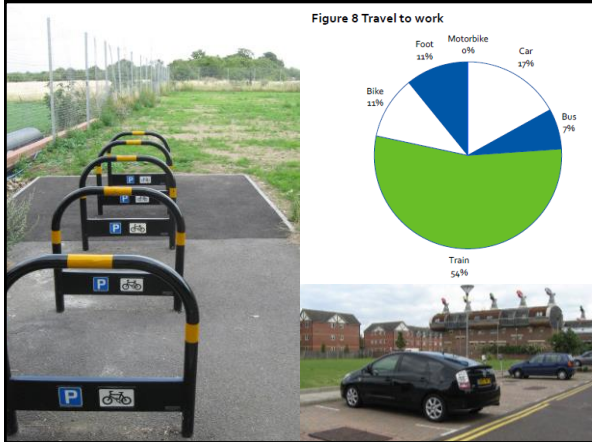 Figure 8 Travel to work
Motorbike
0%
Foot
11%
Car
17%
Bike
11%
Bus
7%
Train
54%
P
P
P
P